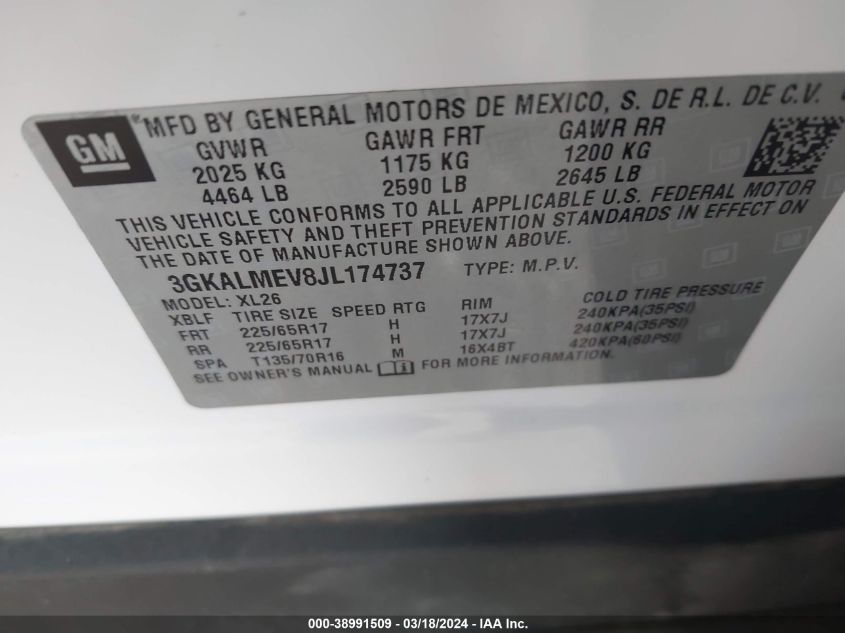 GM
MFD BY GENERAL MOTORS DE MEXICO, S. DE R.L. DE C.V.
GVWR GAWR FRT GAWR RR
2025 KG 1175 KG 1200 KG
4464 LB 2590 LB 2645 LB
THIS VEHICLE CONFORMS TO ALL APPLICABLE U.S. FEDERAL MOTOR
VEHICLE SAFETY AND THEFT PREVENTION STANDARDS IN EFFECT ON
THE DATE OF MANUFACTURE SHOWN ABOVE.
3GKALMEV8JL174737 TYPE: M.P.V.
MODEL: XL26
XBLF TIRE SIZE SPEED RTG RIM COLD TIRE PRESSURE
FRT 225/65R17 H 17X7J 240KPA(35PSI)
RR 225/65R17 H 17X7J 240KPA(35PSI)
SPA T135/70R16 M 16X4BT 420KPA(60PSI)
SEE OWNER'S MANUAL FOR MORE INFORMATION.
000-38991509 - 03/18/2024 - IAA Inc.